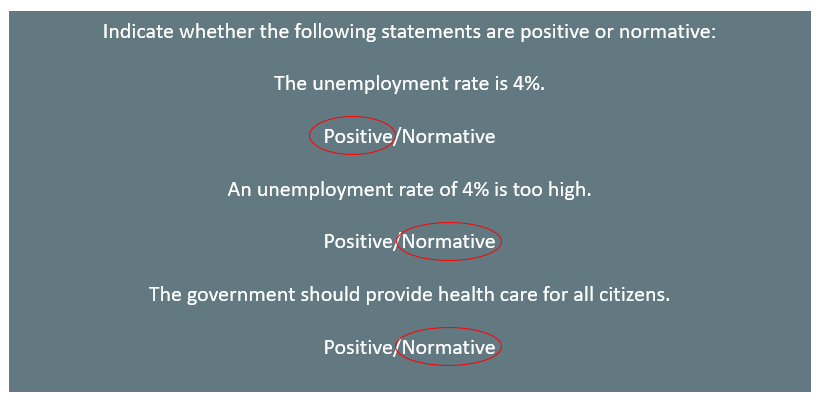 Indicate whether the following statements are positive or normative:
The unemployment rate is 4%.
Positive/Normative
An unemployment rate of 4% is too high.
Positive/Normative
The government should provide health care for all citizens.
Positive/Normative